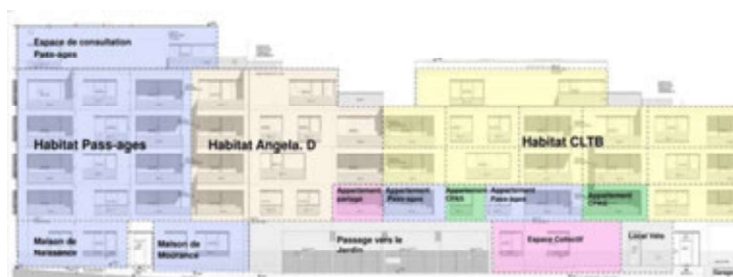 Espace de consultation
Pass-ages
Habitat Pass-ages
Habitat Angela. D
Habitat CLTB
Appartement
partagé
Appartement
Pass-ages
Appartement
CPAS
Appartement
Pass-ages
Appartement
CPAS
Maison de
Naissance
Maison de
Mourance
Passage vers le
Jardin
Espace Collectif
Local Vélo
Garage